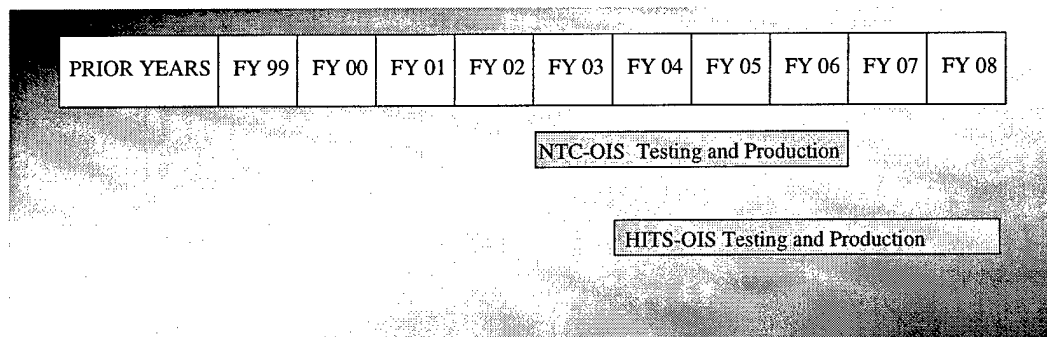 PRIOR YEARS FY 99 FY 00 FY 01 FY 02 FY 03 FY 04 FY 05 FY 06 FY 07 FY 08
NTC-OIS Testing and Production
HITS-OIS Testing and Production